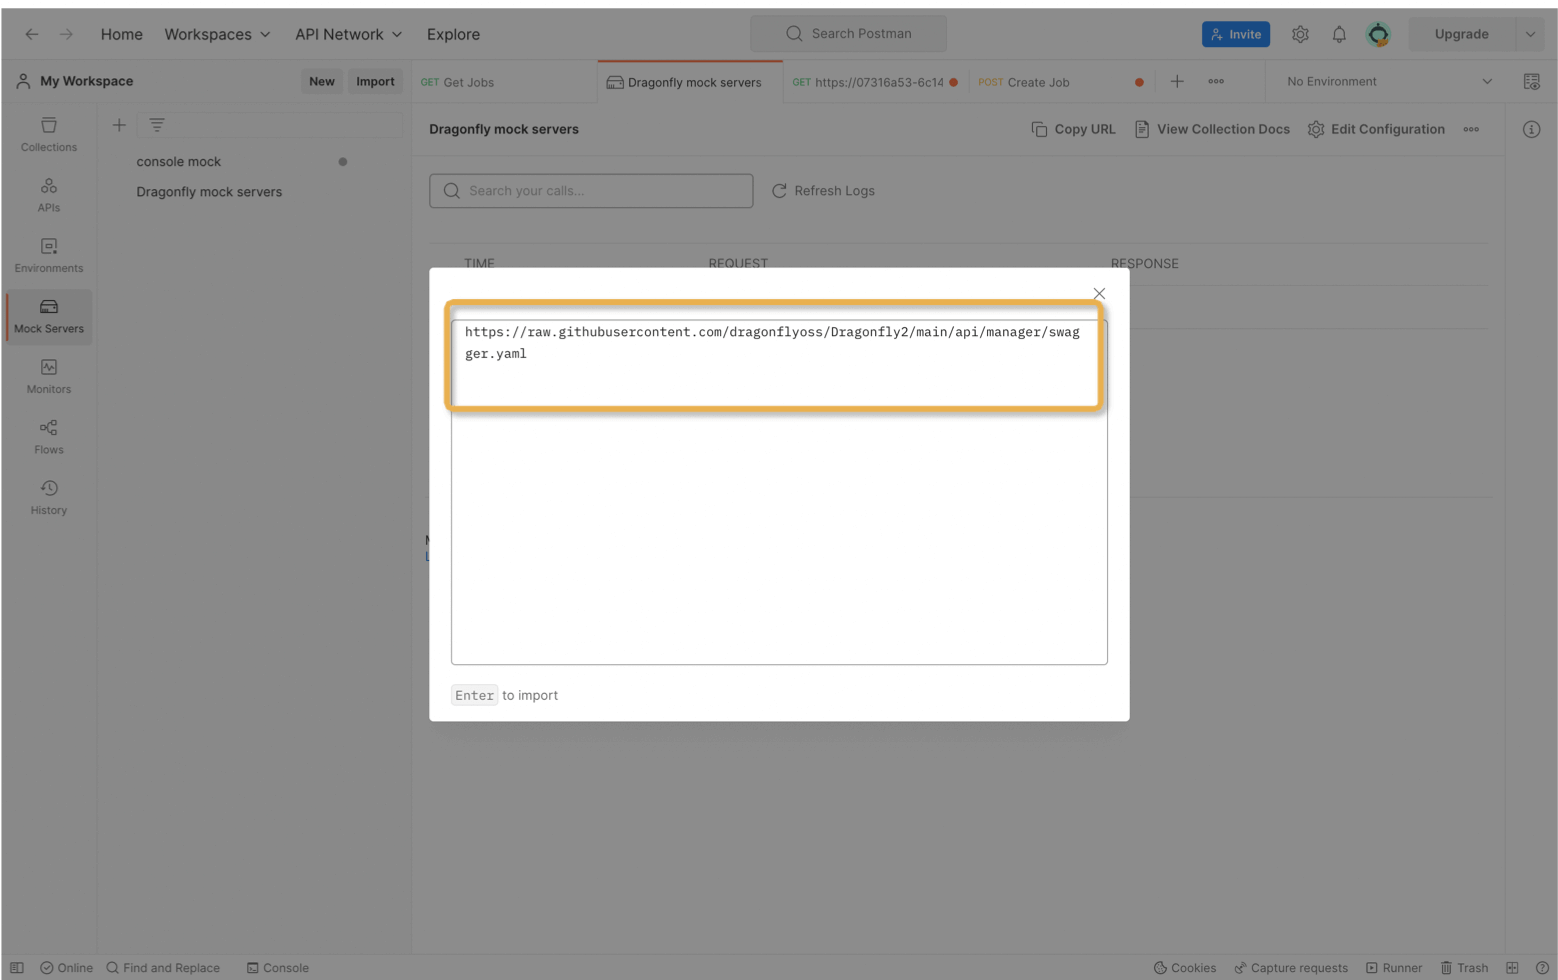 Home Workspaces API Network Explore Search Postman Invite Upgrade
My Workspace New Import GET Get Jobs Dragonfly mock servers GET https://07316a53-6c14 POST Create Job No Environment
Collections
APIs
Environments
Mock Servers
Monitors
Flows
History
console mock
Dragonfly mock servers
Dragonfly mock servers Copy URL View Collection Docs Edit Configuration
Search your calls... Refresh Logs
TIME REQUEST RESPONSE
https://raw.githubusercontent.com/dragonflyoss/Dragonfly2/main/api/manager/swag
ger.yaml
Enter to import
Online Find and Replace Console Cookies Capture requests Runner Trash